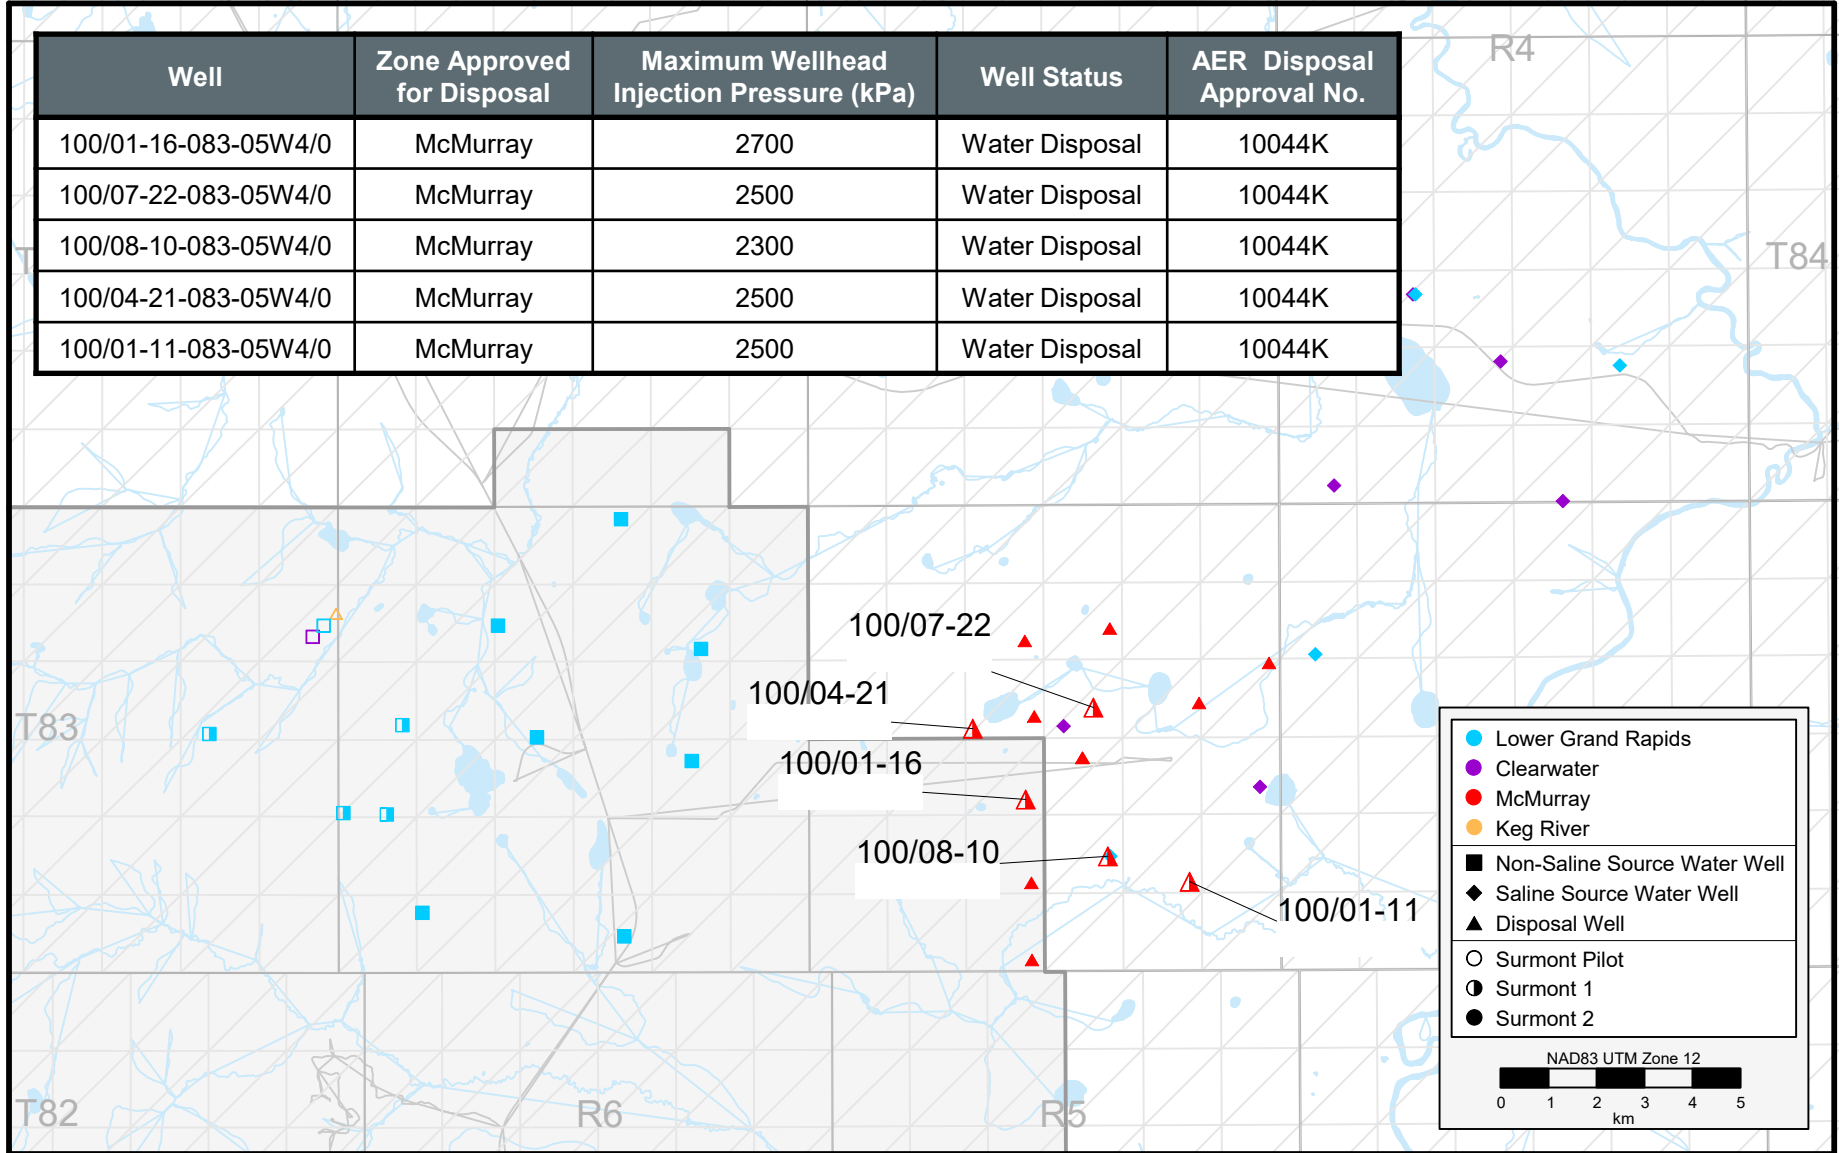 R4
Well
Zone Approved for Disposal
Maximum Wellhead Injection Pressure (kPa)
Well Status
AER Disposal Approval No.
100/01-16-083-05W4/0 McMurray 2700 Water Disposal 10044K
100/07-22-083-05W4/0 McMurray 2500 Water Disposal 10044K
100/08-10-083-05W4/0 McMurray 2300 Water Disposal 10044K
100/04-21-083-05W4/0 McMurray 2500 Water Disposal 10044K
100/01-11-083-05W4/0 McMurray 2500 Water Disposal 10044K
T84
100/07-22
100/04-21
T83
100/01-16
100/08-10
100/01-11
Lower Grand Rapids
Clearwater
McMurray
Keg River
Non-Saline Source Water Well
Saline Source Water Well
Disposal Well
Surmont Pilot
Surmont 1
Surmont 2
NAD83 UTM Zone 12
0 1 2 3 4 5
km
T82
R6
R5